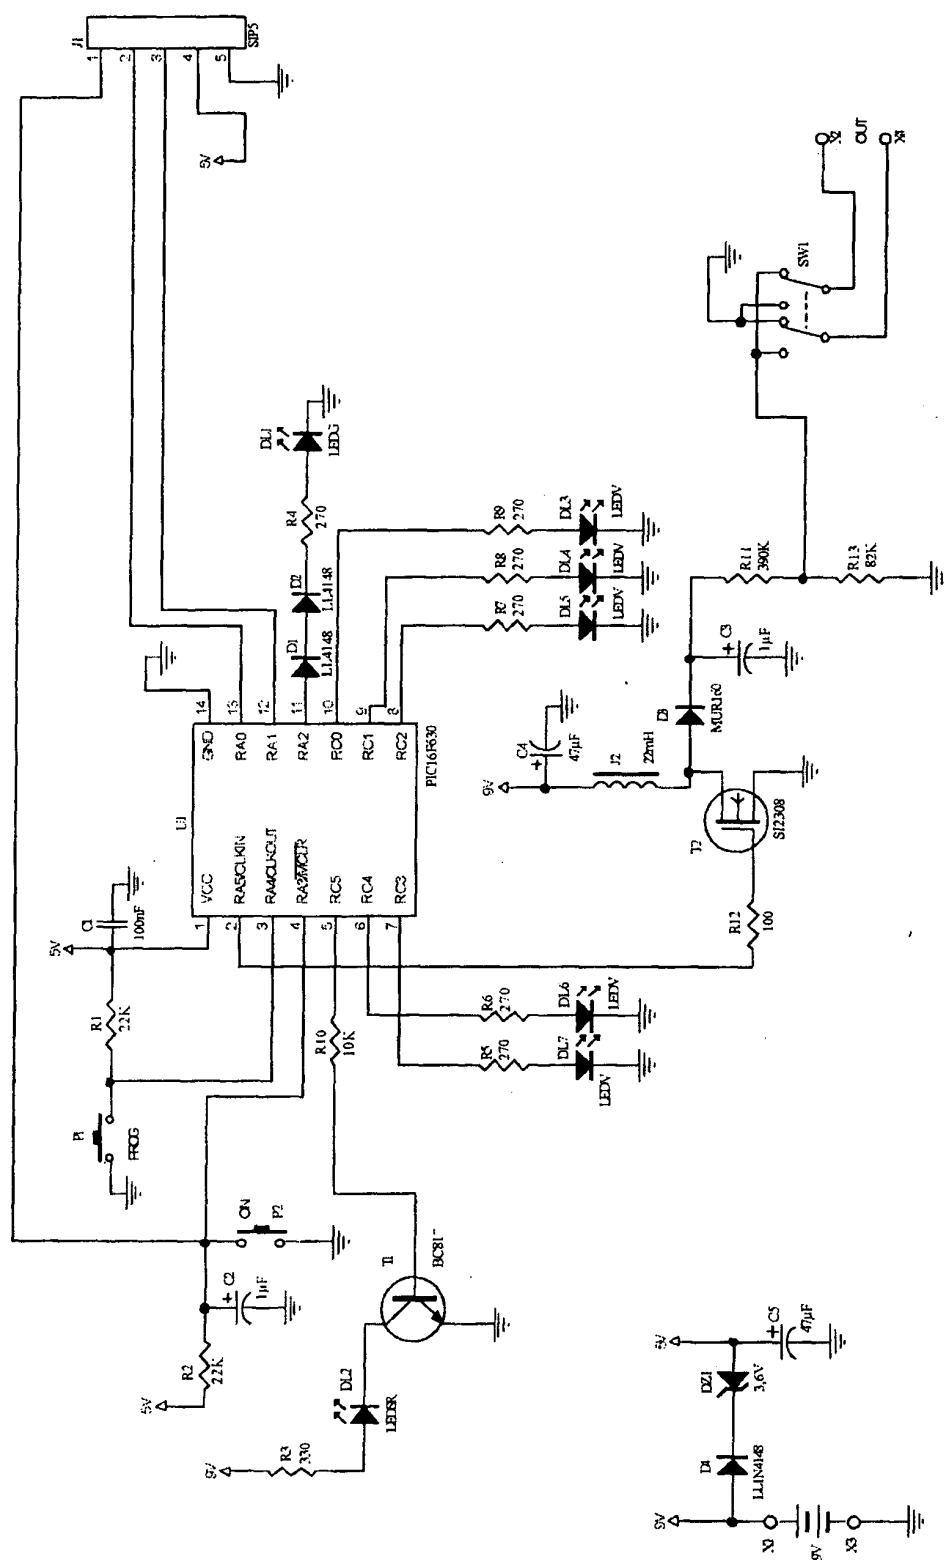 J1
SIP5
1
2
3
4
5
5V
X2
OUT
X4
SW1
DL1
LEDG
R4
270
D2
LL4148
D1
LL4148
R9
270
DL3
LEDV
R8
270
DL4
LEDV
R7
270
DL5
LEDV
R11
390K
R13
82K
C3
+
1µF
D3
MUR160
C4
+
47µF
9V
J2
22mH
T2
SI2308
R12
100
U1
PIC16F630
14
13
12
11
10
9
8
GND
RA0
RA1
RA2
RC0
RC1
RC2
VCC
RA5/CLKIN
RA4/CLKOUT
RA3/MCLR
RC5
RC4
RC3
1
2
3
4
5
6
7
C1
100nF
5V
R1
22K
P1
PROG
R10
10K
R6
270
DL6
LEDV
R5
270
DL7
LEDV
ON
P2
C2
+
1µF
R2
22K
5V
T1
DL2
R3
330
9V
5V
C5
+
47µF
DZ1
3,6V
D4
LL1N4148
9V
9V
X3